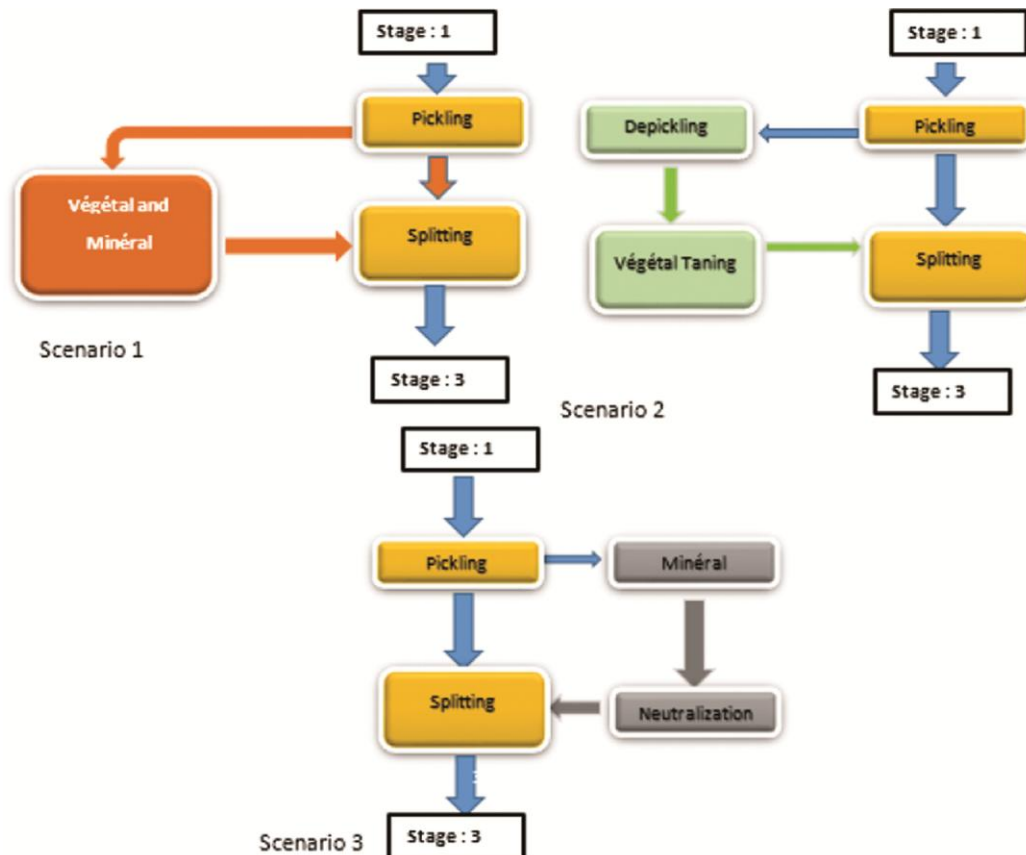 Stage : 1
Pickling
Végétal and
Minéral
Splitting
Scenario 1
Stage : 3
Stage : 1
Depickling
Pickling
Végétal Taning
Splitting
Scenario 2
Stage : 3
Stage : 1
Pickling
Minéral
Splitting
Neutralization
Scenario 3
Stage : 3